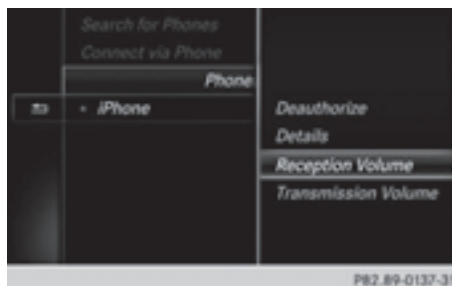 Search for Phones
Connect via Phone
Phone
iPhone
Deauthorize
Details
Reception Volume
Transmission Volume
P82.89-0137-31